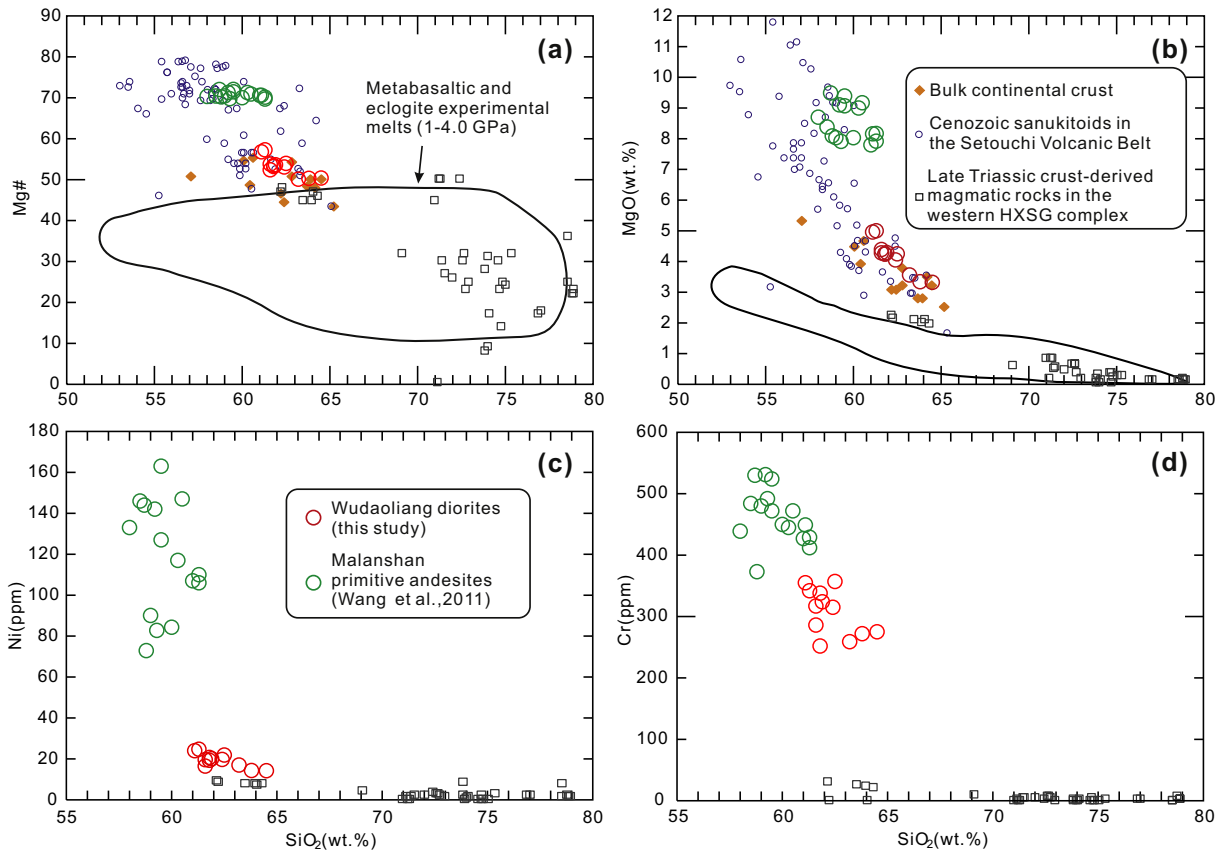 90
80
70
60
50
40
30
20
10
0
Mg#
(a)
Metabasaltic and
eclogite experimental
melts (1-4.0 GPa)
50 55 60 65 70 75 80
12
11
10
9
8
7
6
5
4
3
2
1
0
MgO(wt.%)
(b)
Bulk continental crust
Cenozoic sanukitoids in
the Setouchi Volcanic Belt
Late Triassic crust-derived
magmatic rocks in the
western HXSG complex
50 55 60 65 70 75 80
180
160
140
120
100
80
60
40
20
0
Ni(ppm)
(c)
Wudaoliang diorites
(this study)
Malanshan
primitive andesites
(Wang et al.,2011)
55 60 65 70 75 80
SiO2(wt.%)
600
500
400
300
200
100
0
Cr(ppm)
(d)
55 60 65 70 75 80
SiO2(wt.%)